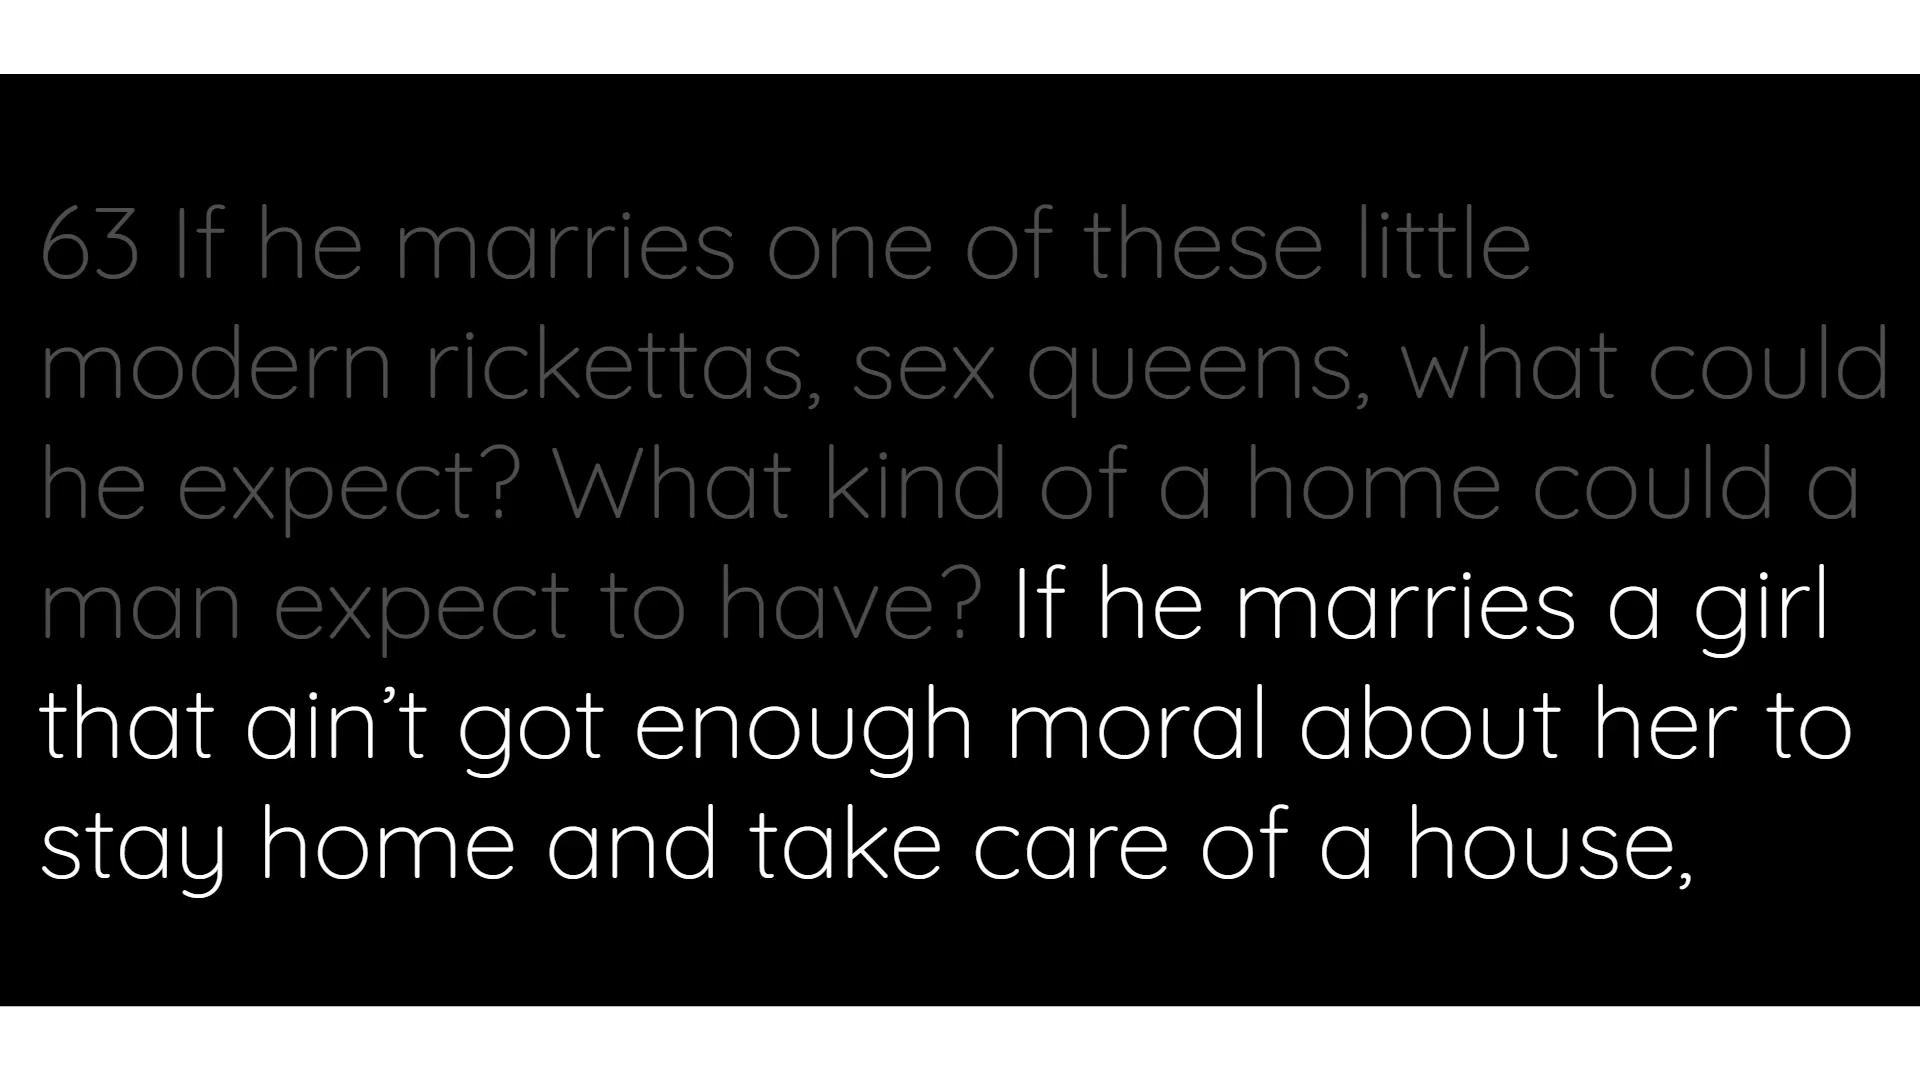 63 If he marries one of these little
modern rickettas, sex queens, what could
he expect? What kind of a home could a
man expect to have? If he marries a girl
that ain’t got enough moral about her to
stay home and take care of a house,